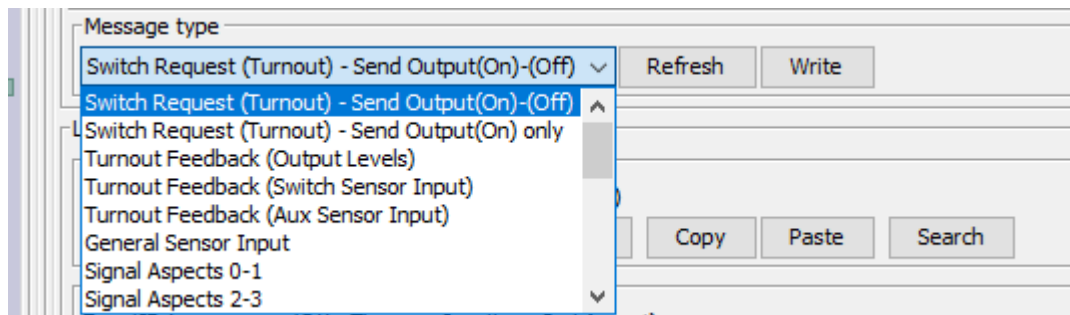 Message type
Switch Request (Turnout) - Send Output(On)-(Off)
Refresh
Write
Switch Request (Turnout) - Send Output(On)-(Off)
Switch Request (Turnout) - Send Output(On) only
Turnout Feedback (Output Levels)
Turnout Feedback (Switch Sensor Input)
Turnout Feedback (Aux Sensor Input)
General Sensor Input
Signal Aspects 0-1
Signal Aspects 2-3
Copy
Paste
Search